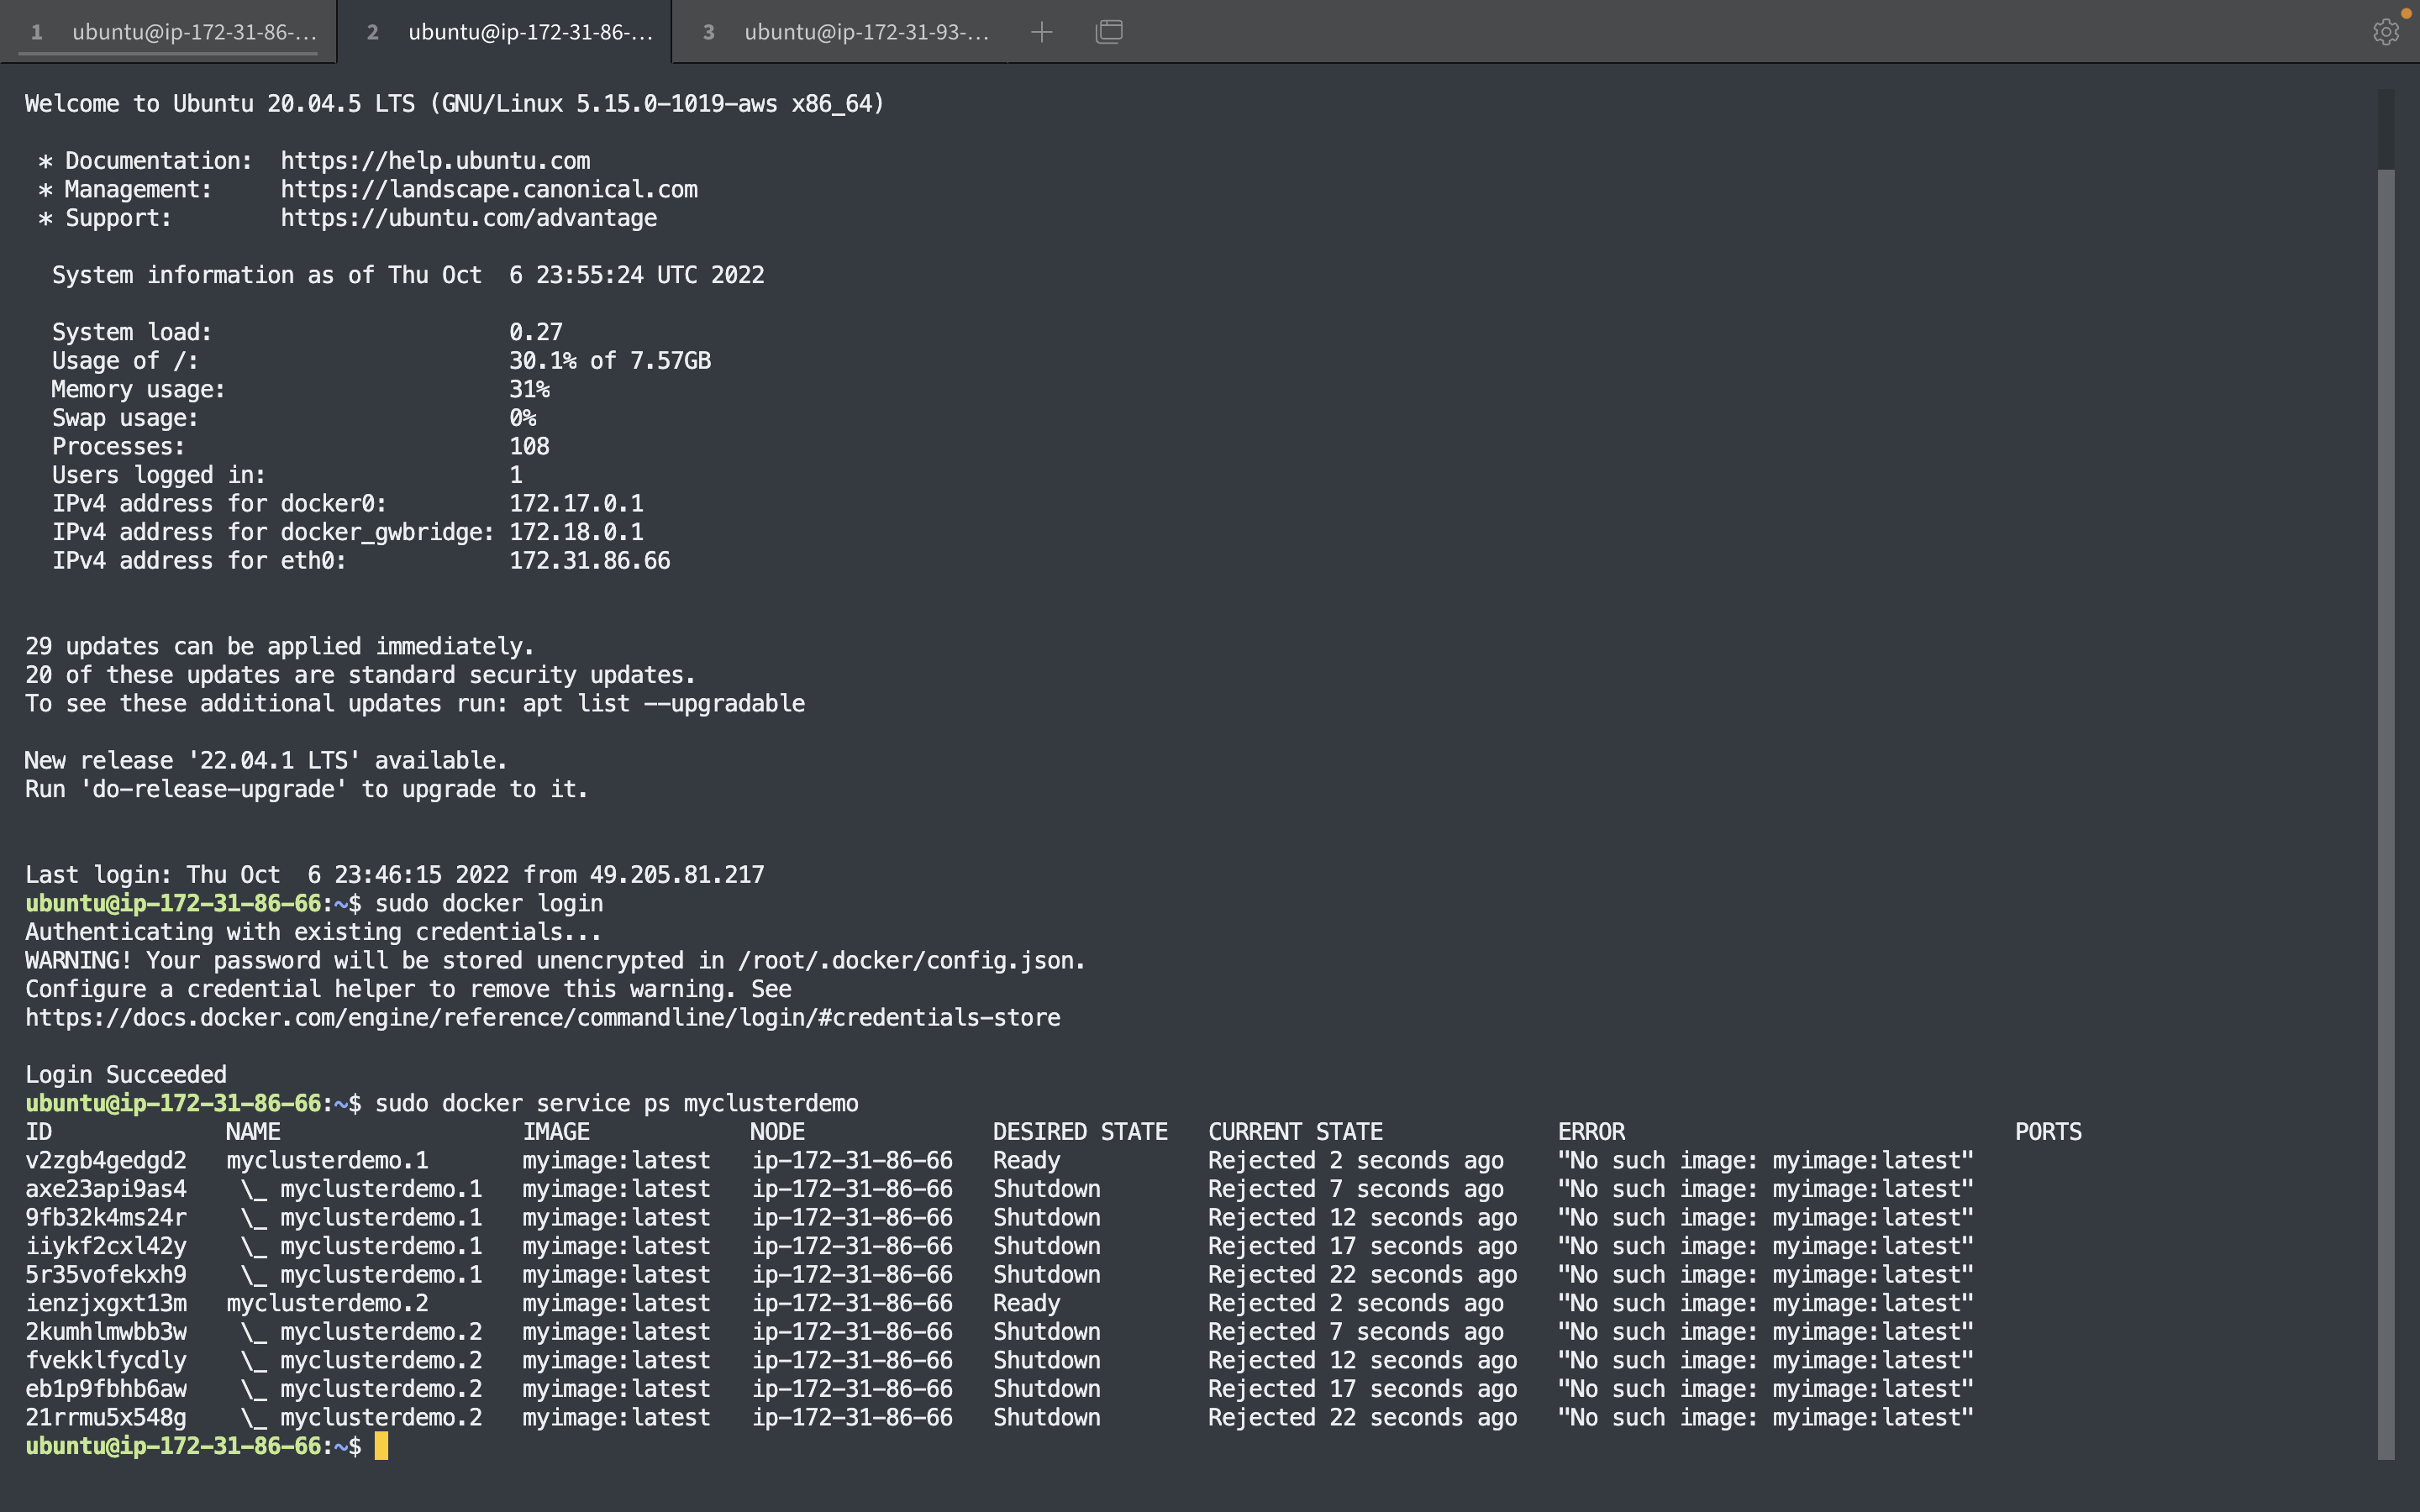 1 ubuntu@ip-172-31-86-... 2 ubuntu@ip-172-31-86-... 3 ubuntu@ip-172-31-93-...
Welcome to Ubuntu 20.04.5 LTS (GNU/Linux 5.15.0-1019-aws x86_64)
* Documentation:  https://help.ubuntu.com
* Management:     https://landscape.canonical.com
* Support:        https://ubuntu.com/advantage
System information as of Thu Oct  6 23:55:24 UTC 2022
System load:                      0.27
Usage of /:                       30.1% of 7.57GB
Memory usage:                     31%
Swap usage:                       0%
Processes:                        108
Users logged in:                  1
IPv4 address for docker0:         172.17.0.1
IPv4 address for docker_gwbridge: 172.18.0.1
IPv4 address for eth0:            172.31.86.66
29 updates can be applied immediately.
20 of these updates are standard security updates.
To see these additional updates run: apt list --upgradable
New release '22.04.1 LTS' available.
Run 'do-release-upgrade' to upgrade to it.
Last login: Thu Oct  6 23:46:15 2022 from 49.205.81.217
ubuntu@ip-172-31-86-66:~$ sudo docker login
Authenticating with existing credentials...
WARNING! Your password will be stored unencrypted in /root/.docker/config.json.
Configure a credential helper to remove this warning. See
https://docs.docker.com/engine/reference/commandline/login/#credentials-store
Login Succeeded
ubuntu@ip-172-31-86-66:~$ sudo docker service ps myclusterdemo
ID             NAME                  IMAGE            NODE              DESIRED STATE   CURRENT STATE             ERROR                             PORTS
v2zgb4gedgd2   myclusterdemo.1       myimage:latest   ip-172-31-86-66   Ready           Rejected 2 seconds ago    "No such image: myimage:latest"
axe23api9as4    \_ myclusterdemo.1   myimage:latest   ip-172-31-86-66   Shutdown        Rejected 7 seconds ago    "No such image: myimage:latest"
9fb32k4ms24r    \_ myclusterdemo.1   myimage:latest   ip-172-31-86-66   Shutdown        Rejected 12 seconds ago   "No such image: myimage:latest"
iiykf2cxl42y    \_ myclusterdemo.1   myimage:latest   ip-172-31-86-66   Shutdown        Rejected 17 seconds ago   "No such image: myimage:latest"
5r35vofekxh9    \_ myclusterdemo.1   myimage:latest   ip-172-31-86-66   Shutdown        Rejected 22 seconds ago   "No such image: myimage:latest"
ienzjxgxt13m   myclusterdemo.2       myimage:latest   ip-172-31-86-66   Ready           Rejected 2 seconds ago    "No such image: myimage:latest"
2kumhlmwbb3w    \_ myclusterdemo.2   myimage:latest   ip-172-31-86-66   Shutdown        Rejected 7 seconds ago    "No such image: myimage:latest"
fvekklfycdly    \_ myclusterdemo.2   myimage:latest   ip-172-31-86-66   Shutdown        Rejected 12 seconds ago   "No such image: myimage:latest"
eb1p9fbhb6aw    \_ myclusterdemo.2   myimage:latest   ip-172-31-86-66   Shutdown        Rejected 17 seconds ago   "No such image: myimage:latest"
21rrmu5x548g    \_ myclusterdemo.2   myimage:latest   ip-172-31-86-66   Shutdown        Rejected 22 seconds ago   "No such image: myimage:latest"
ubuntu@ip-172-31-86-66:~$